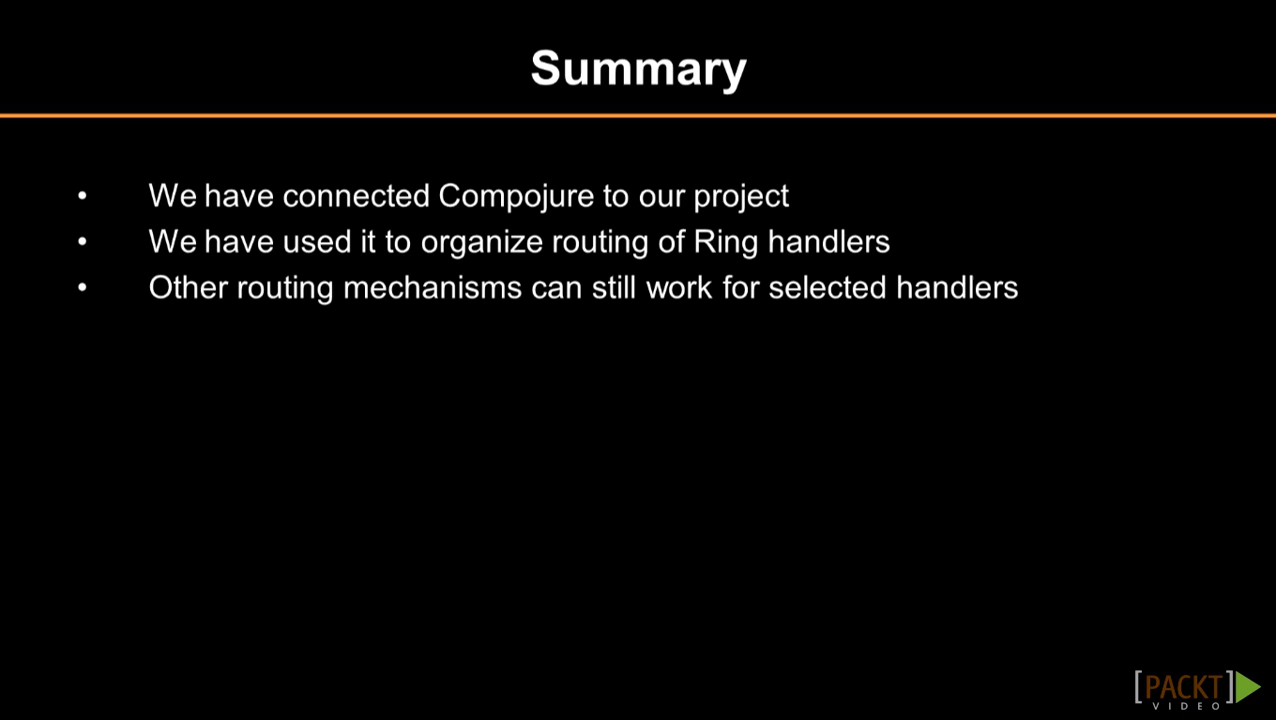 Summary
• We have connected Compojure to our project
• We have used it to organize routing of Ring handlers
• Other routing mechanisms can still work for selected handlers
[PACKT]
VIDEO